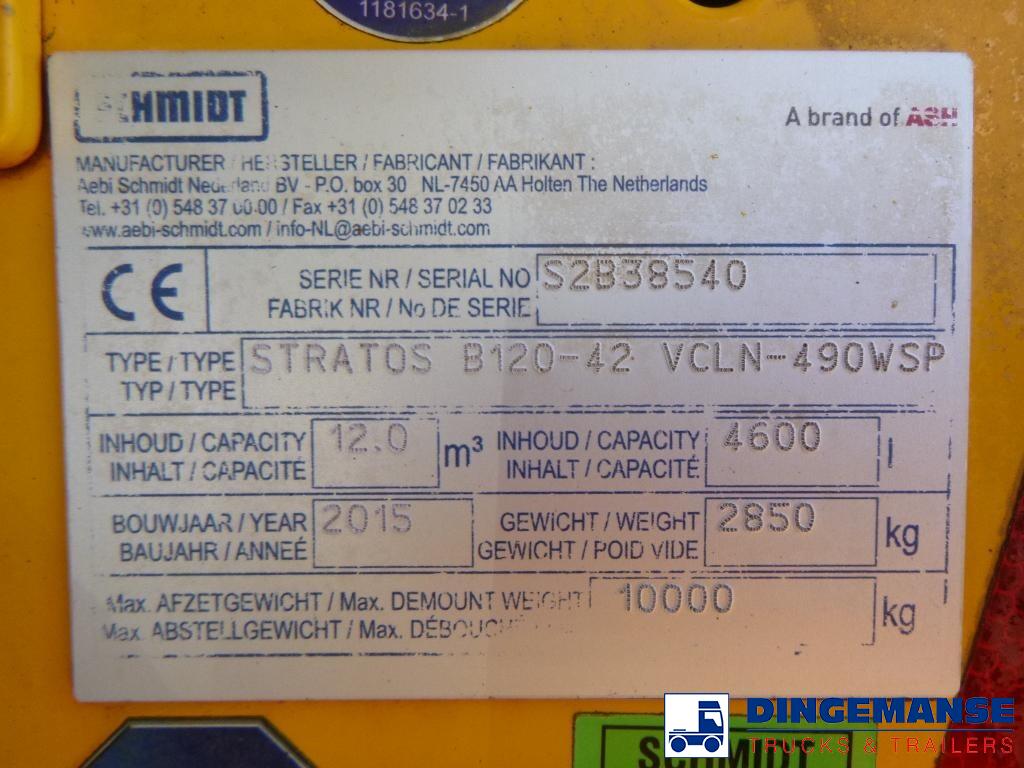 1181634-1
SCHMIDT
A brand of ASH
MANUFACTURER / HERSTELLER / FABRICANT / FABRIKANT :
Aebi Schmidt Nederland BV - P.O. box 30 NL-7450 AA Holten The Netherlands
Tel. +31 (0) 548 37 00 00 / Fax +31 (0) 548 37 02 33
www.aebi-schmidt.com / info-NL@aebi-schmidt.com
CE
SERIE NR / SERIAL NO S2B38540
FABRIK NR / No DE SERIE
TYPE / TYPE STRATOS B120-42 VCLN-490WSP
TYP / TYPE
INHOUD / CAPACITY 12.0 m³ INHOUD / CAPACITY 4600 l
INHALT / CAPACITÉ INHALT / CAPACITÉ
BOUWJAAR / YEAR 2015 GEWICHT / WEIGHT 2850 kg
BAUJAHR / ANNEÉ GEWICHT / POID VIDE
Max. AFZETGEWICHT / Max. DEMOUNT WEIGHT 10000 kg
Max. ABSTELLGEWICHT / Max.
SCHMIDT
DINGEMANSE
TRUCKS & TRAILERS